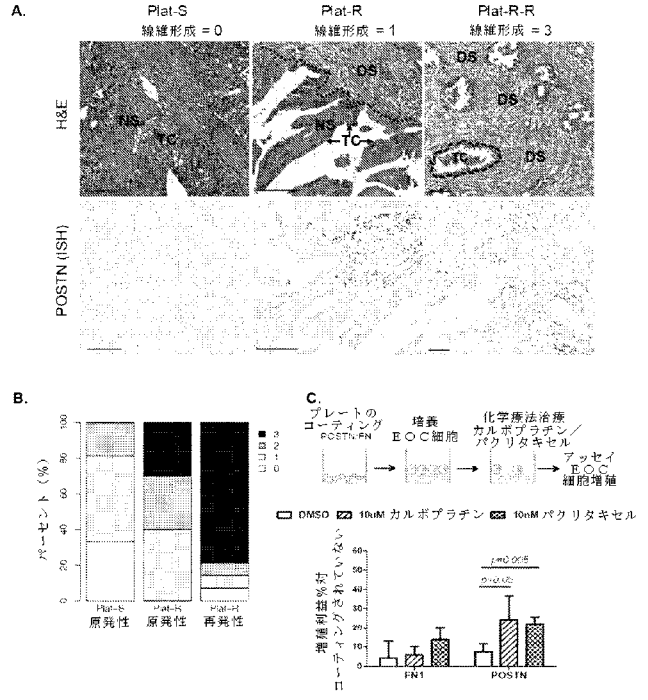 A.
Plat-S
線維形成 = 0
Plat-R
線維形成 = 1
Plat-R-R
線維形成 = 3
H&E
NS
TC
DS
NS
TC
DS
DS
TC
DS
POSTN (ISH)
B.
パーセント (%)
100
80
60
40
20
0
3
2
1
0
Plat-S
原発性
Plat-R
原発性
Plat-R
再発性
C.
プレートの
コーティング
POSTN/FN
培養
EOC細胞
化学療法治療
カルボプラチン/
パクリタキセル
アッセイ
EOC
細胞増殖
DMSO
10uM カルボプラチン
10nM パクリタキセル
増殖利益%対
コーティングされていない
60
50
40
30
20
10
0
p=0.005
FN1
POSTN